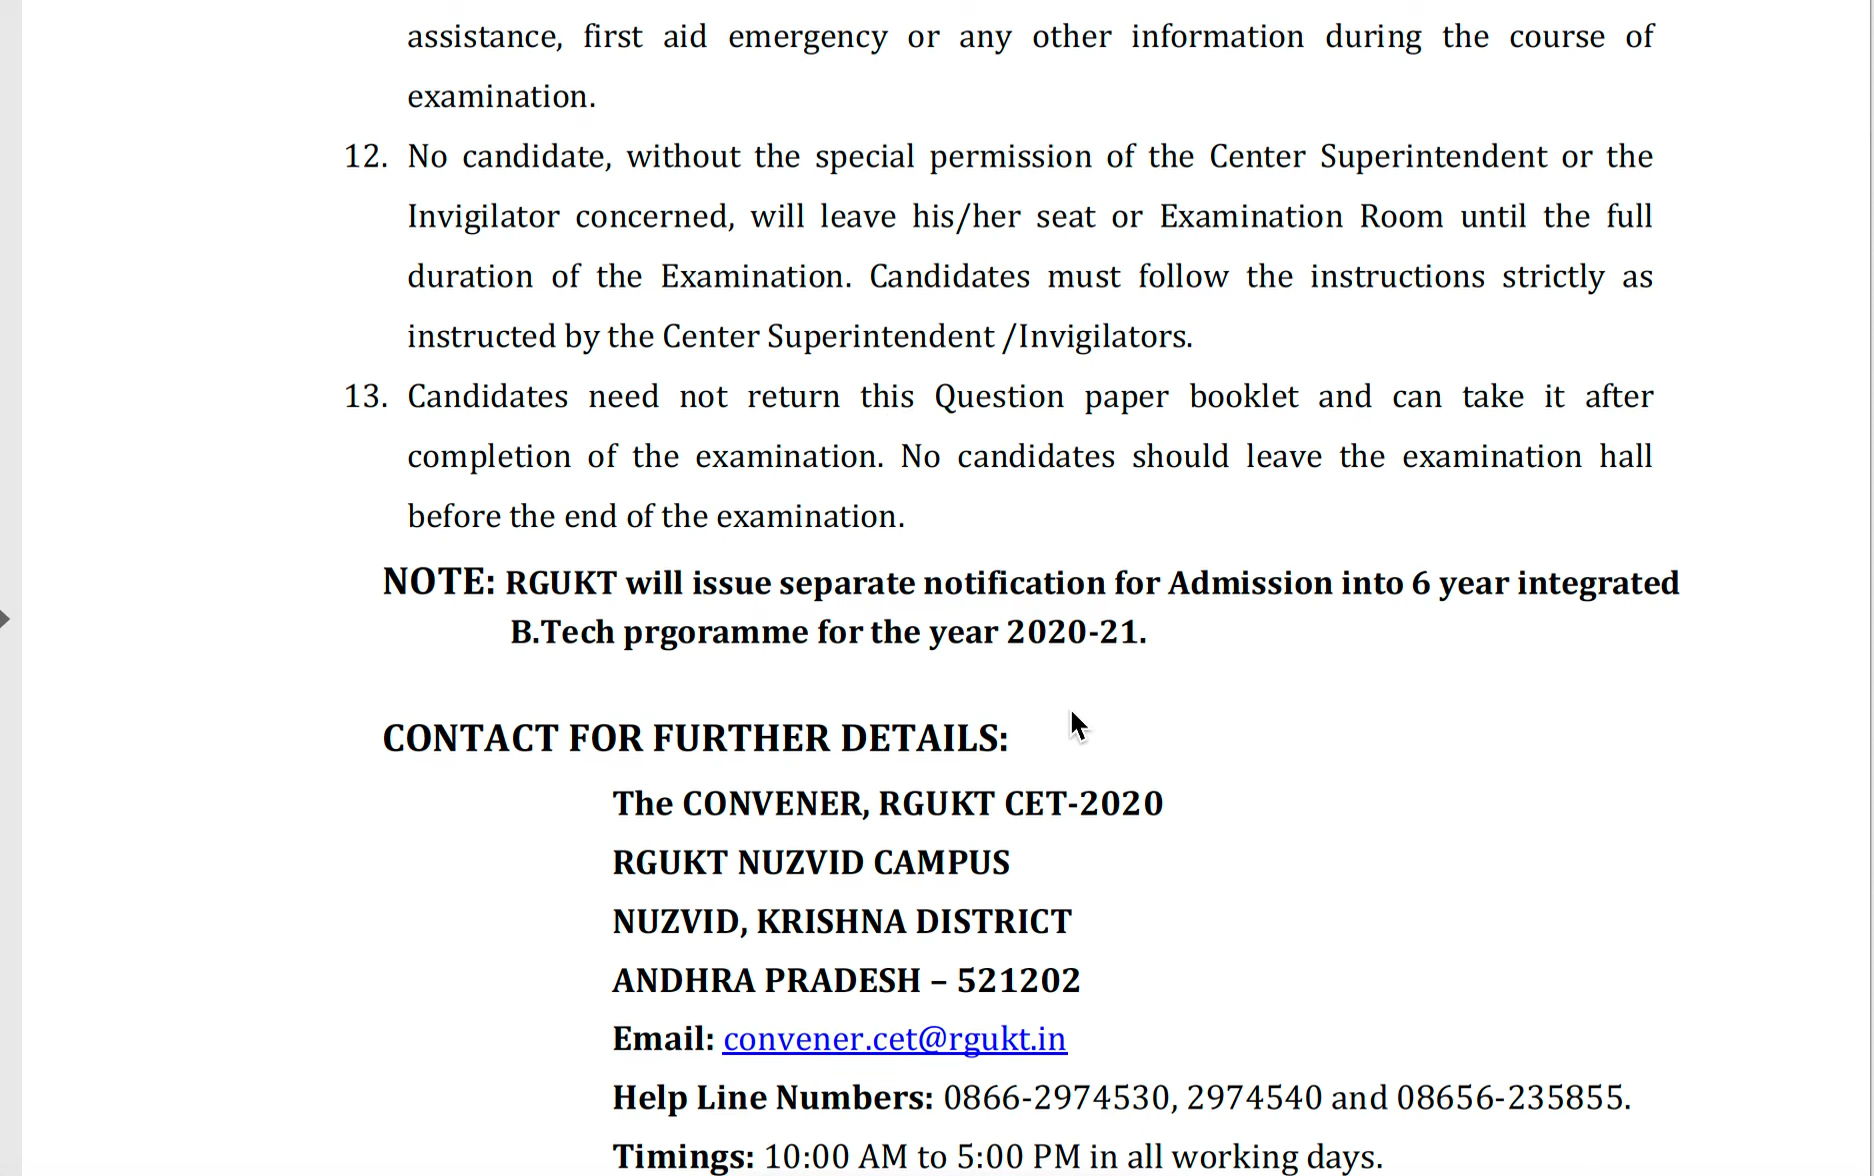 assistance, first aid emergency or any other information during the course of
examination.
12. No candidate, without the special permission of the Center Superintendent or the
Invigilator concerned, will leave his/her seat or Examination Room until the full
duration of the Examination. Candidates must follow the instructions strictly as
instructed by the Center Superintendent /Invigilators.
13. Candidates need not return this Question paper booklet and can take it after
completion of the examination. No candidates should leave the examination hall
before the end of the examination.
NOTE: RGUKT will issue separate notification for Admission into 6 year integrated
B.Tech prgoramme for the year 2020-21.
CONTACT FOR FURTHER DETAILS:
The CONVENER, RGUKT CET-2020
RGUKT NUZVID CAMPUS
NUZVID, KRISHNA DISTRICT
ANDHRA PRADESH – 521202
Email: convener.cet@rgukt.in
Help Line Numbers: 0866-2974530, 2974540 and 08656-235855.
Timings: 10:00 AM to 5:00 PM in all working days.